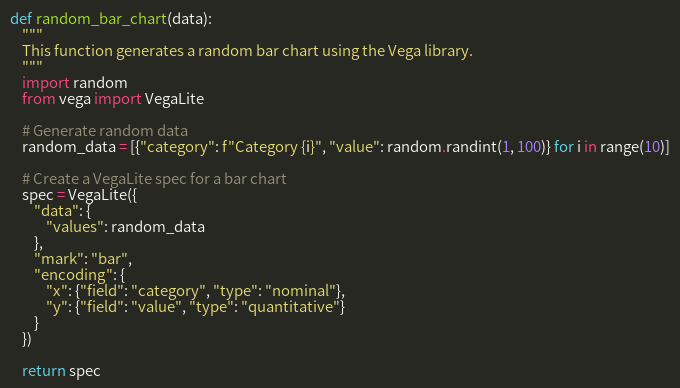 def random_bar_chart(data):
    """
    This function generates a random bar chart using the Vega library.
    """
    import random
    from vega import VegaLite

    # Generate random data
    random_data = [{"category": f"Category {i}", "value": random.randint(1, 100)} for i in range(10)]

    # Create a VegaLite spec for a bar chart
    spec = VegaLite({
        "data": {
            "values": random_data
        },
        "mark": "bar",
        "encoding": {
            "x": {"field": "category", "type": "nominal"},
            "y": {"field": "value", "type": "quantitative"}
        }
    })

    return spec